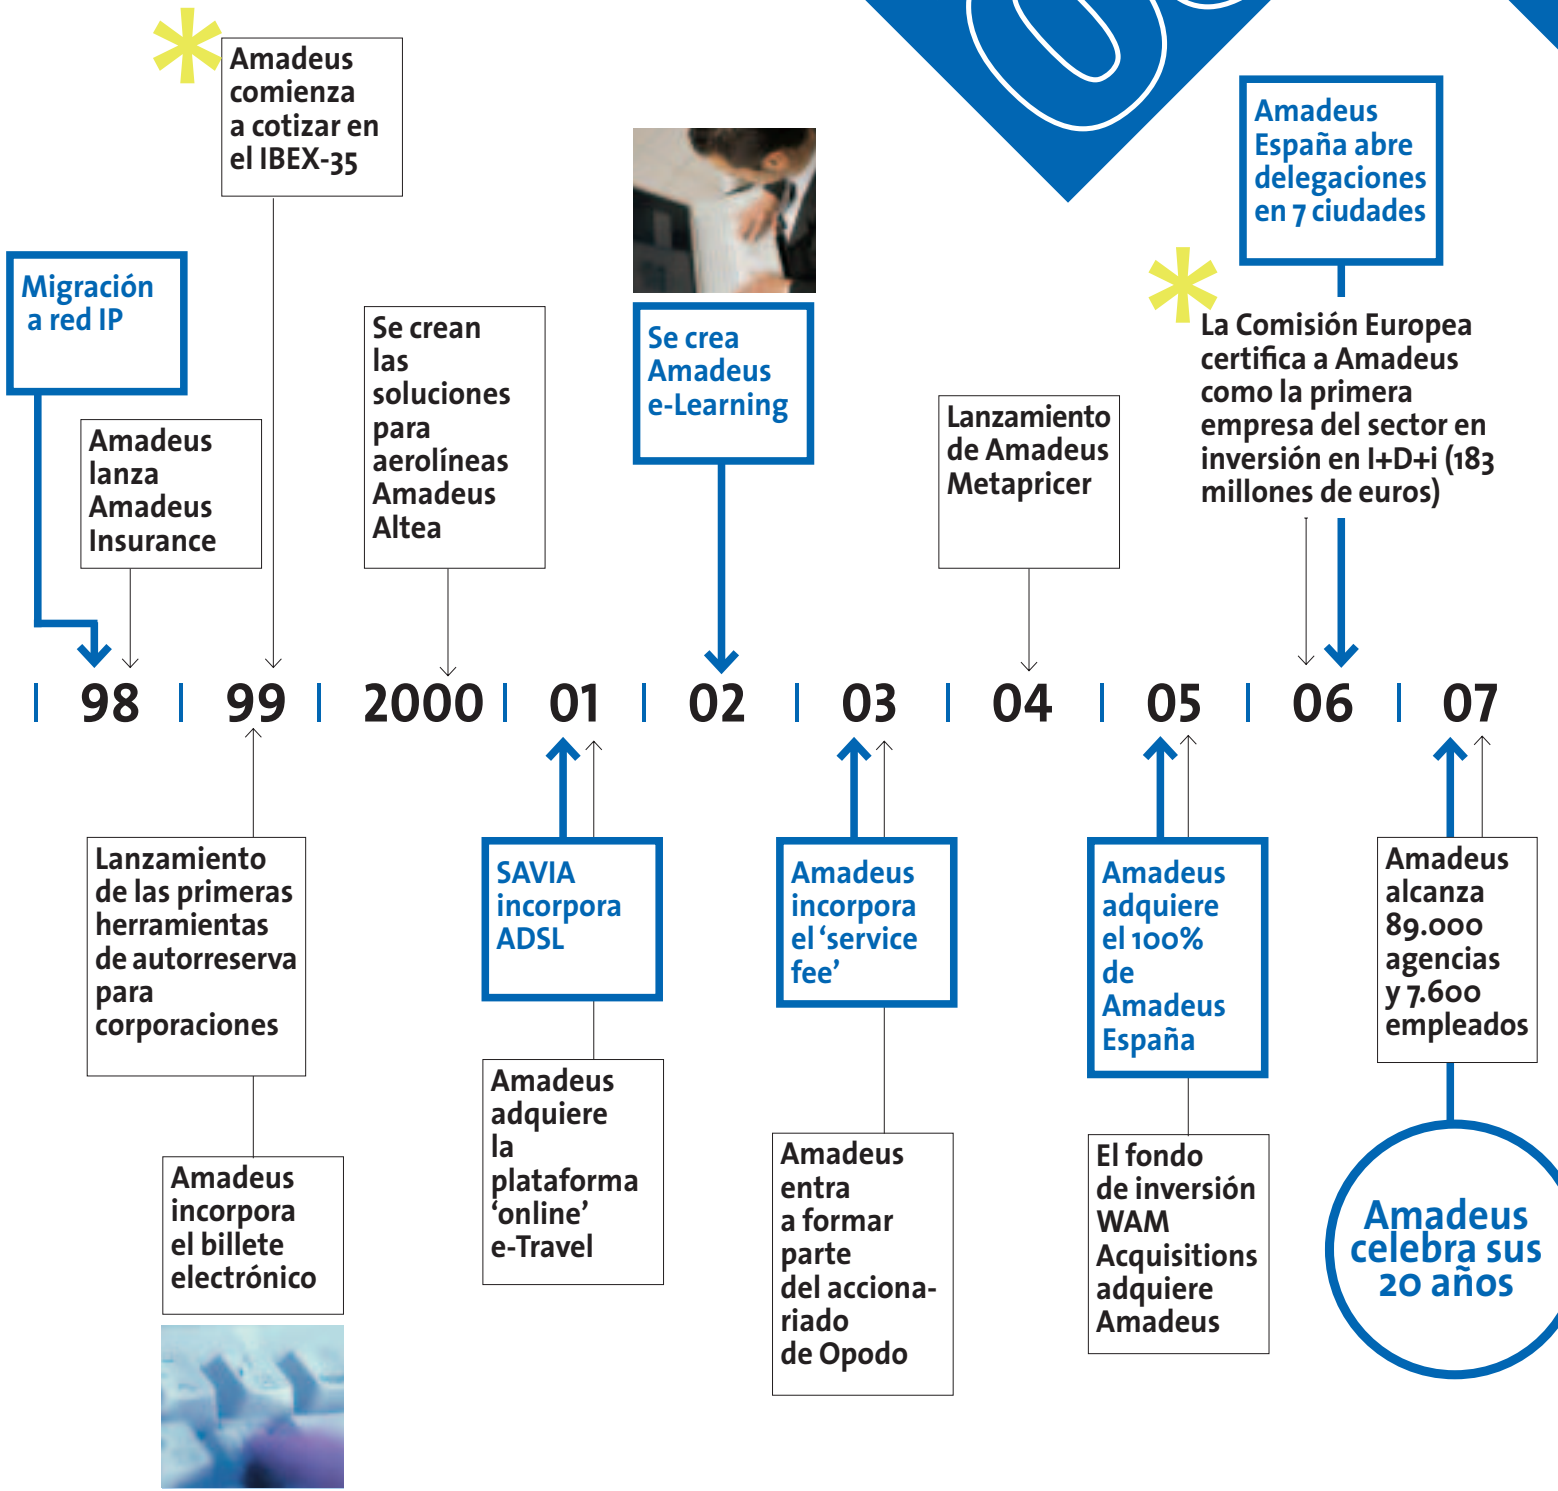 Amadeus
comienza
a cotizar en
el IBEX-35
Amadeus
España abre
delegaciones
en 7 ciudades
Migración
a red IP
Se crean
las
soluciones
para
aerolíneas
Amadeus
Altea
Se crea
Amadeus
e-Learning
La Comisión Europea
certifica a Amadeus
como la primera
empresa del sector en
inversión en I+D+i (183
millones de euros)
Amadeus
lanza
Amadeus
Insurance
Lanzamiento
de Amadeus
Metapricer
| 98 | 99 | 2000 | 01 | 02 | 03 | 04 | 05 | 06 | 07
Lanzamiento
de las primeras
herramientas
de autorreserva
para
corporaciones
SAVIA
incorpora
ADSL
Amadeus
incorpora
el ‘service
fee’
Amadeus
adquiere
el 100%
de
Amadeus
España
Amadeus
alcanza
89.000
agencias
y 7.600
empleados
Amadeus
incorpora
el billete
electrónico
Amadeus
adquiere
la
plataforma
‘online’
e-Travel
Amadeus
entra
a formar
parte
del acciona-
riado
de Opodo
El fondo
de inversión
WAM
Acquisitions
adquiere
Amadeus
Amadeus
celebra sus
20 años